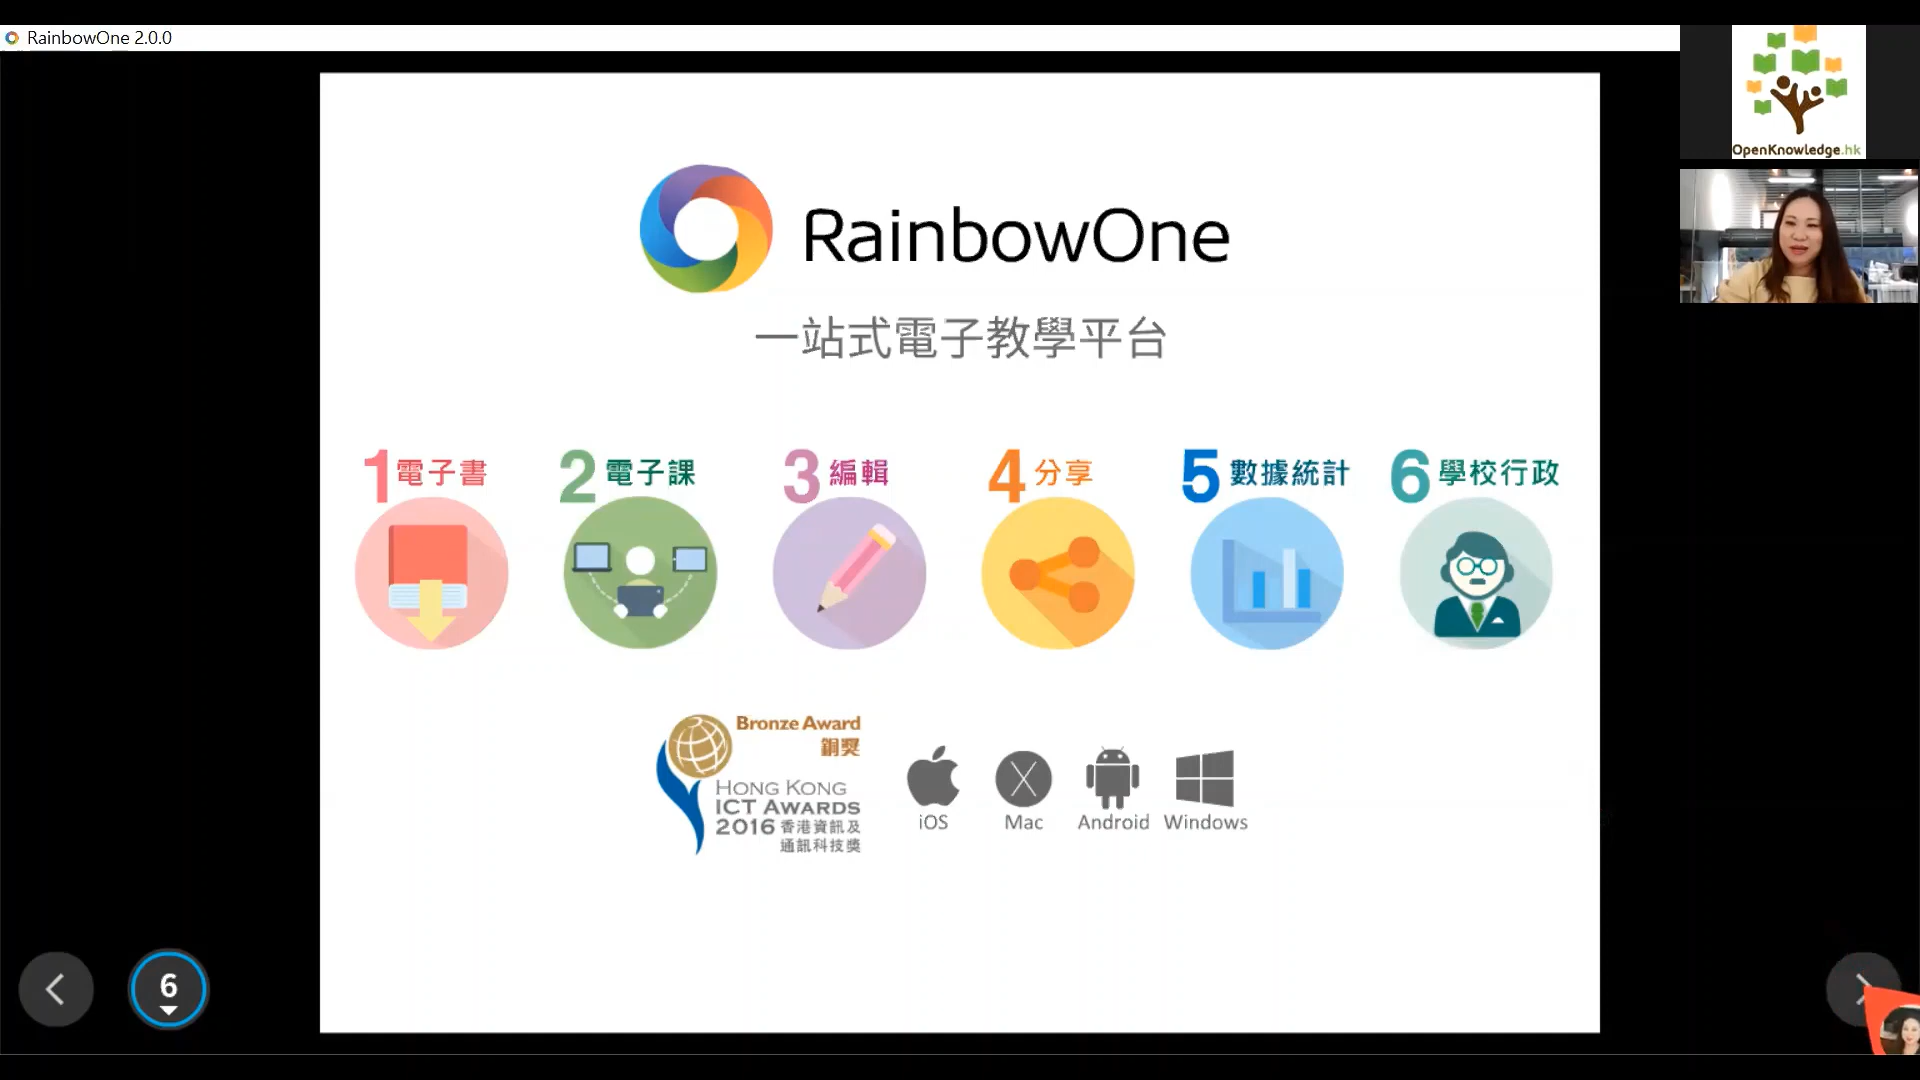 RainbowOne 2.0.0
OpenKnowledge.hk
RainbowOne
一站式電子教學平台
1 電子書
2 電子課
3 編輯
4 分享
5 數據統計
6 學校行政
Bronze Award
銅獎
HONG KONG
ICT AWARDS
2016 香港資訊及
通訊科技獎
iOS
Mac
Android
Windows
6